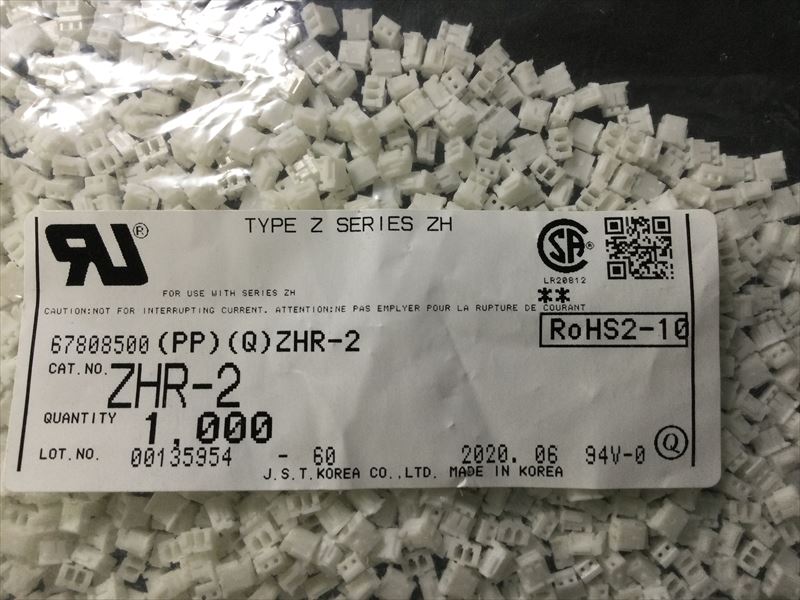 TYPE Z SERIES ZH
RU®
SA®
LR20812
FOR USE WITH SERIES ZH
**
CAUTION:NOT FOR INTERRUPTING CURRENT. ATTENTION:NE PAS EMPLYER POUR LA RUPTURE DE COURANT
RoHS2-10
67808500 (PP)(Q)ZHR-2
CAT.NO. ZHR-2
QUANTITY 1,000
LOT.NO. 00135954 - 60 2020. 06 94V-0 Q
J.S.T.KOREA CO.,LTD. MADE IN KOREA